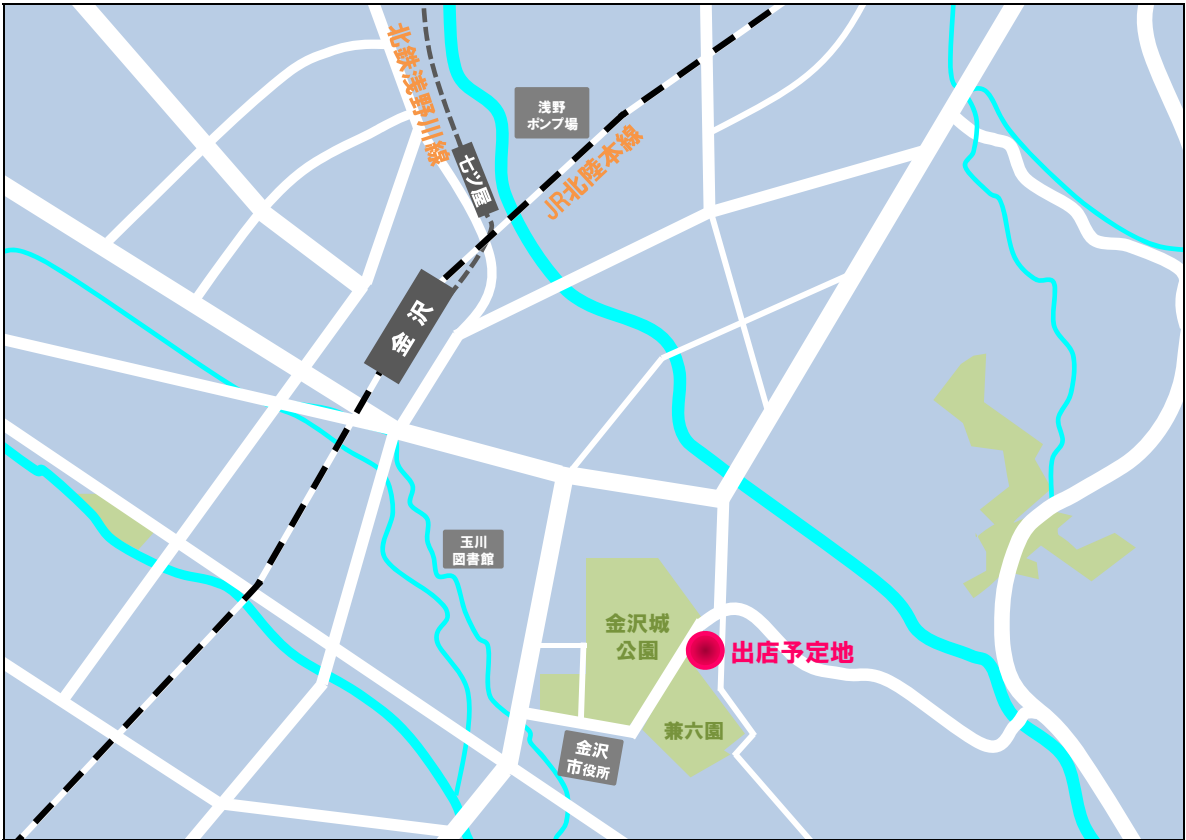 北鉄浅野川線
浅野
ポンプ場
七ツ屋
JR北陸本線
金沢
玉川
図書館
金沢城
公園
出店予定地
兼六園
金沢
市役所